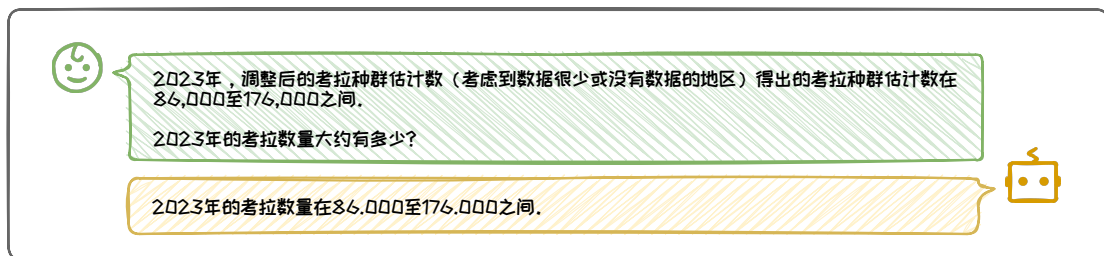 2023年，调整后的考拉种群估计数（考虑到数据很少或没有数据的地区）得出的考拉种群估计数在
86,000至176,000之间.
2023年的考拉数量大约有多少?
2023年的考拉数量在86.000至176.000之间.